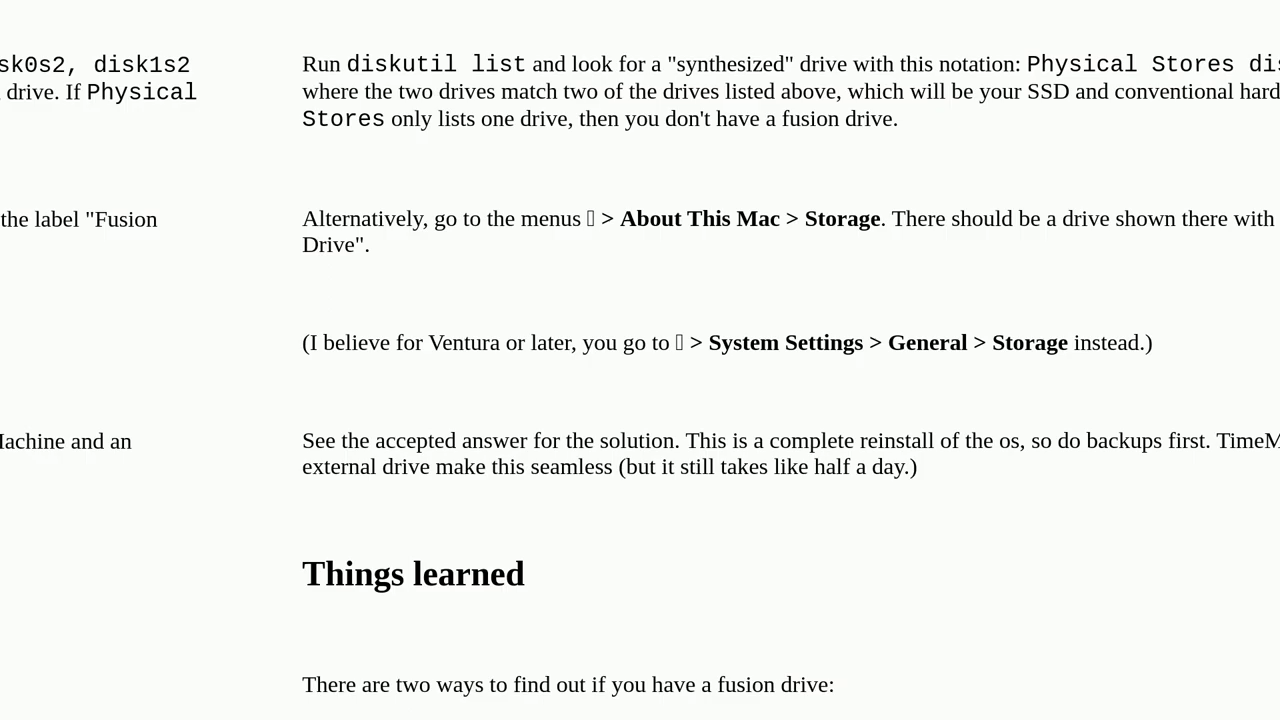 sk0s2, disk1s2
drive. If Physical
the label "Fusion
achine and an
Run diskutil list and look for a "synthesized" drive with this notation: Physical Stores dis
where the two drives match two of the drives listed above, which will be your SSD and conventional hard
Stores only lists one drive, then you don't have a fusion drive.
Alternatively, go to the menus > About This Mac > Storage. There should be a drive shown there with
Drive".
(I believe for Ventura or later, you go to > System Settings > General > Storage instead.)
See the accepted answer for the solution. This is a complete reinstall of the os, so do backups first. TimeM
external drive make this seamless (but it still takes like half a day.)
Things learned
There are two ways to find out if you have a fusion drive: